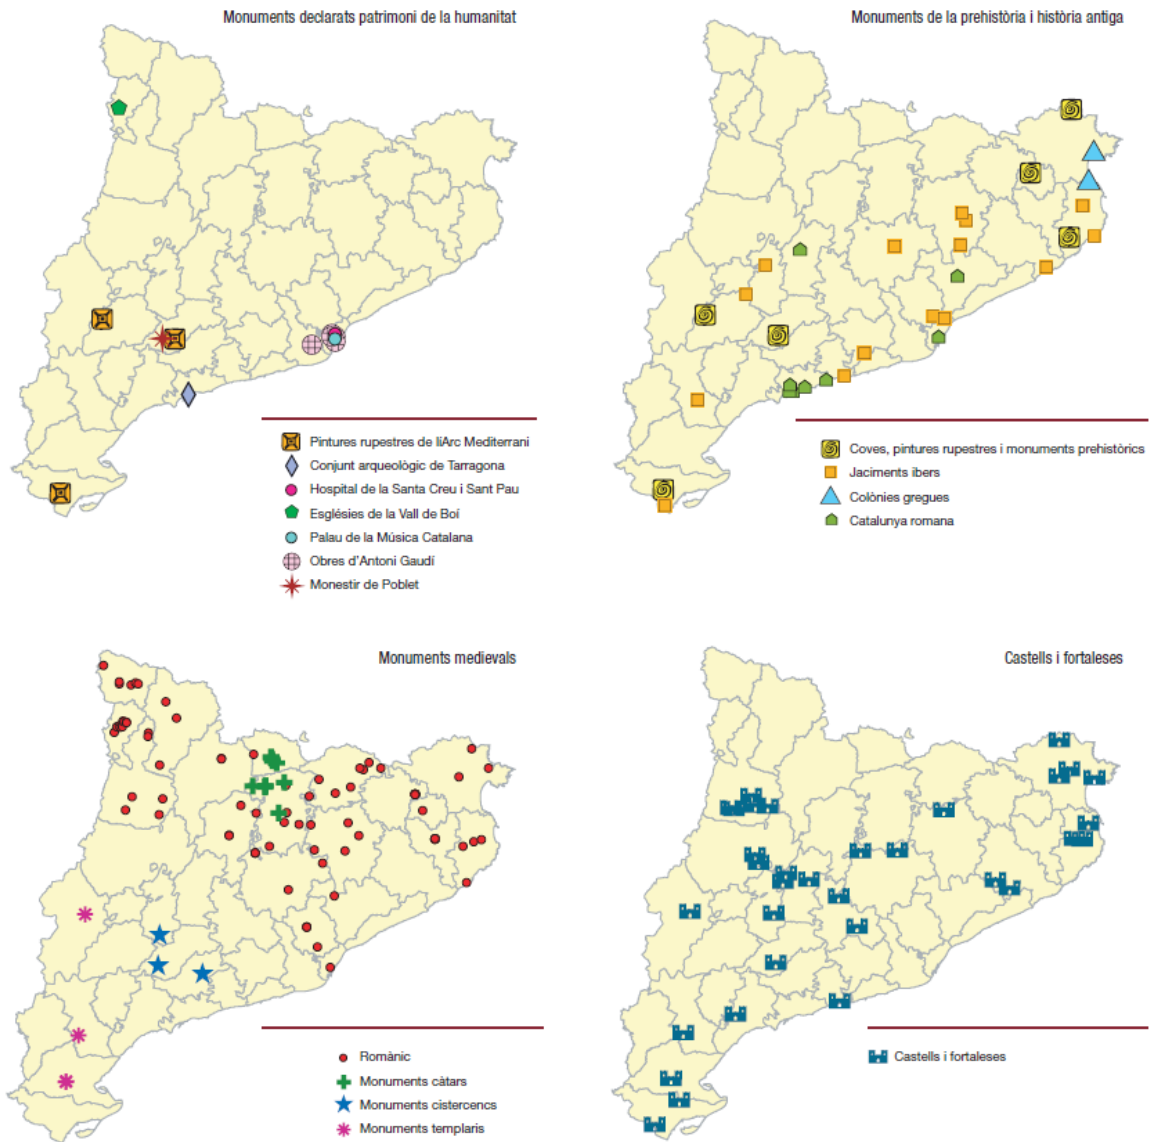 Monuments declarats patrimoni de la humanitat
Pintures rupestres de líArc Mediterrani
Conjunt arqueològic de Tarragona
Hospital de la Santa Creu i Sant Pau
Esglésies de la Vall de Boí
Palau de la Música Catalana
Obres d'Antoni Gaudí
Monestir de Poblet
Monuments de la prehistòria i història antiga
Coves, pintures rupestres i monuments prehistòrics
Jaciments ibers
Colònies gregues
Catalunya romana
Monuments medievals
Romànic
Monuments càtars
Monuments cistercencs
Monuments templaris
Castells i fortaleses
Castells i fortaleses